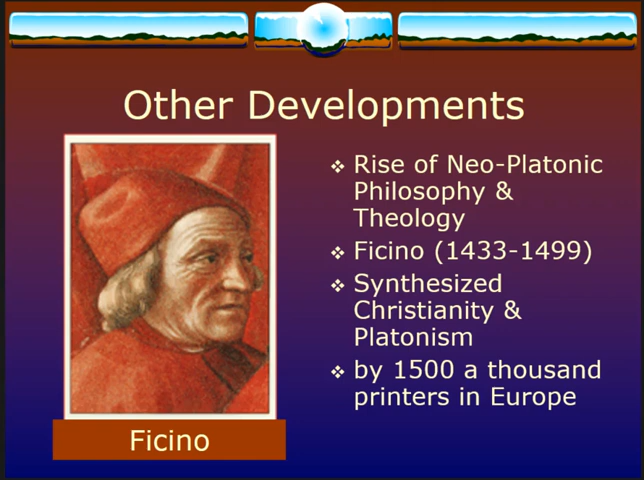 Other Developments
Rise of Neo-Platonic
Philosophy &
Theology
Ficino (1433-1499)
Synthesized
Christianity &
Platonism
by 1500 a thousand
printers in Europe
Ficino